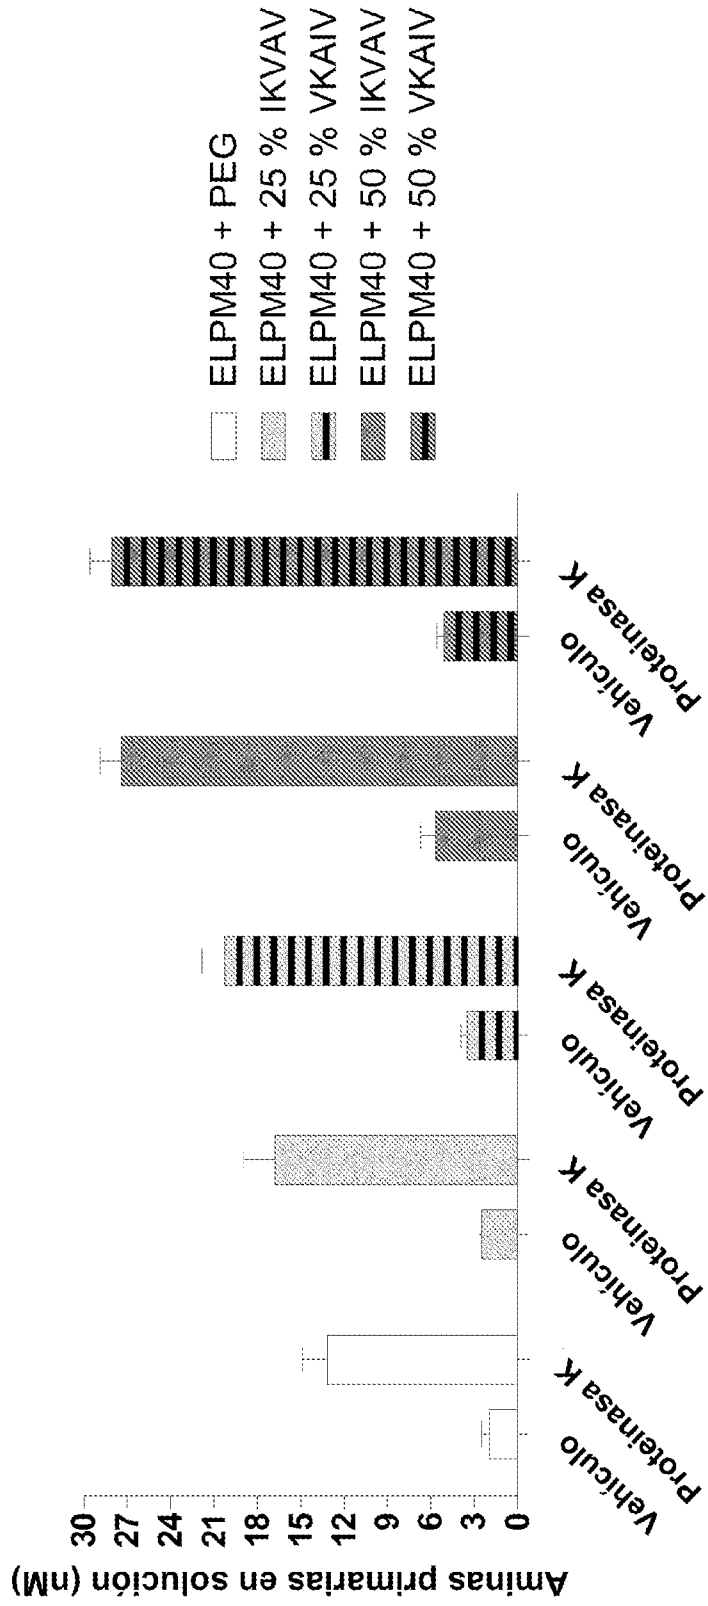 Aminas primarias en solución (nM)
30
27
24
21
18
15
12
9
6
3
0
Vehículo
Proteinasa K
Vehículo
Proteinasa K
Vehículo
Proteinasa K
Vehículo
Proteinasa K
Vehículo
Proteinasa K
ELPM40 + PEG
ELPM40 + 25 % IKVAV
ELPM40 + 25 % VKAIV
ELPM40 + 50 % IKVAV
ELPM40 + 50 % VKAIV